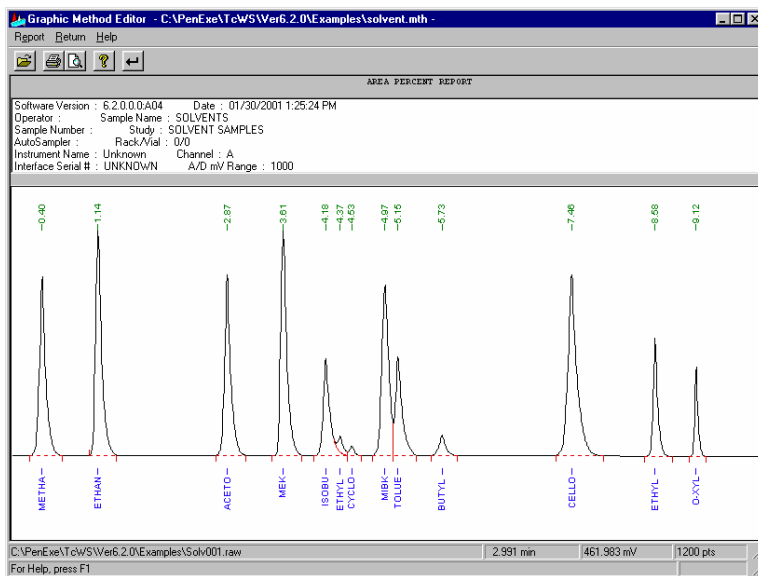 Graphic Method Editor - C:\PenExe\TcWS\Ver6.2.0\Examples\solvent.mth -
Report Return Help
AREA PERCENT REPORT
Software Version : 6.2.0.0.0:A04 Date : 01/30/2001 1:25:24 PM
Operator : Sample Name : SOLVENTS
Sample Number : Study : SOLVENT SAMPLES
AutoSampler : Rack/Vial : 0/0
Instrument Name : Unknown Channel : A
Interface Serial # : UNKNOWN A/D mV Range : 1000
-0.40 -1.14 -2.87 -3.61 -4.18 -4.37 -4.53 -4.97 -5.15 -5.73 -7.46 -8.58 -9.12
METHA- ETHAN- ACETO- MEK- ISOBU- ETHYL- CYCLO- MIBK- TOLUE- BUTYL- CELLO- ETHYL- O-XYL-
C:\PenExe\TcWS\Ver6.2.0\Examples\Solv001.raw 2.991 min 461.983 mV 1200 pts
For Help, press F1